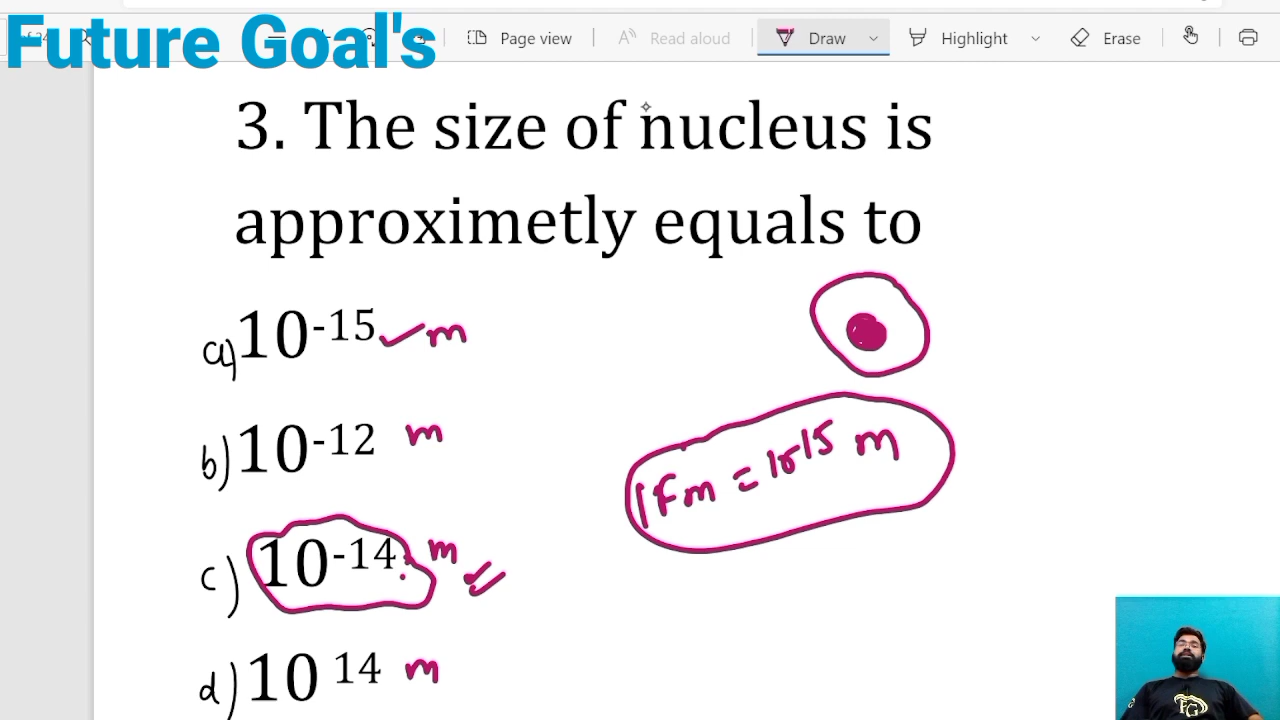 Future Goal's
Page view
Read aloud
Draw
Highlight
Erase
3. The size of nucleus is
approximetly equals to
a) 10-15 m
b) 10-12 m
1 Fm = 10-15 m
c) 10-14 m
d) 10 14 m
FG